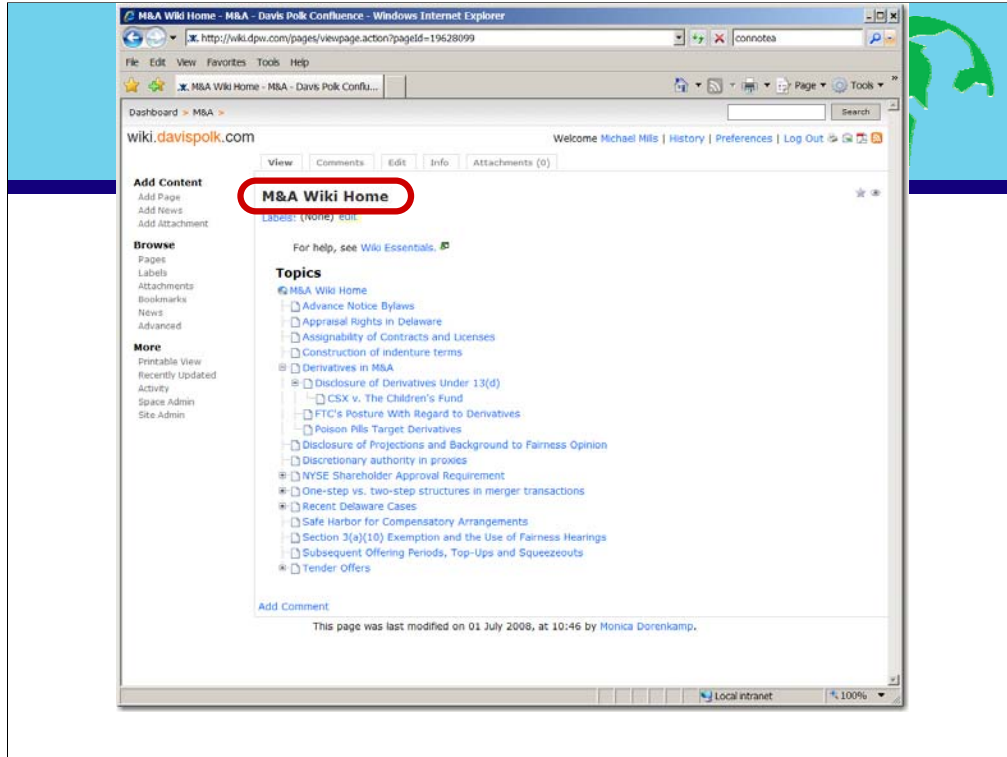 M&A Wiki Home - M&A - Davis Polk Confluence - Windows Internet Explorer
http://wiki.dpw.com/pages/viewpage.action?pageId=19628099
connotea
File Edit View Favorites Tools Help
M&A Wiki Home - M&A - Davis Polk Conflu...
Page Tools
Dashboard > M&A >
Search
wiki.davispolk.com
Welcome Michael Mills | History | Preferences | Log Out
View Comments Edit Info Attachments (0)
Add Content
Add Page
Add News
Add Attachment
Browse
Pages
Labels
Attachments
Bookmarks
News
Advanced
More
Printable View
Recently Updated
Activity
Space Admin
Site Admin
M&A Wiki Home
Labels: (None) edit
For help, see Wiki Essentials.
Topics
M&A Wiki Home
Advance Notice Bylaws
Appraisal Rights in Delaware
Assignability of Contracts and Licenses
Construction of indenture terms
Derivatives in M&A
Disclosure of Derivatives Under 13(d)
CSX v. The Children's Fund
FTC's Posture With Regard to Derivatives
Poison Pills Target Derivatives
Disclosure of Projections and Background to Fairness Opinion
Discretionary authority in proxies
NYSE Shareholder Approval Requirement
One-step vs. two-step structures in merger transactions
Recent Delaware Cases
Safe Harbor for Compensatory Arrangements
Section 3(a)(10) Exemption and the Use of Fairness Hearings
Subsequent Offering Periods, Top-Ups and Squeezeouts
Tender Offers
Add Comment
This page was last modified on 01 July 2008, at 10:46 by Monica Dorenkamp.
Local intranet
100%